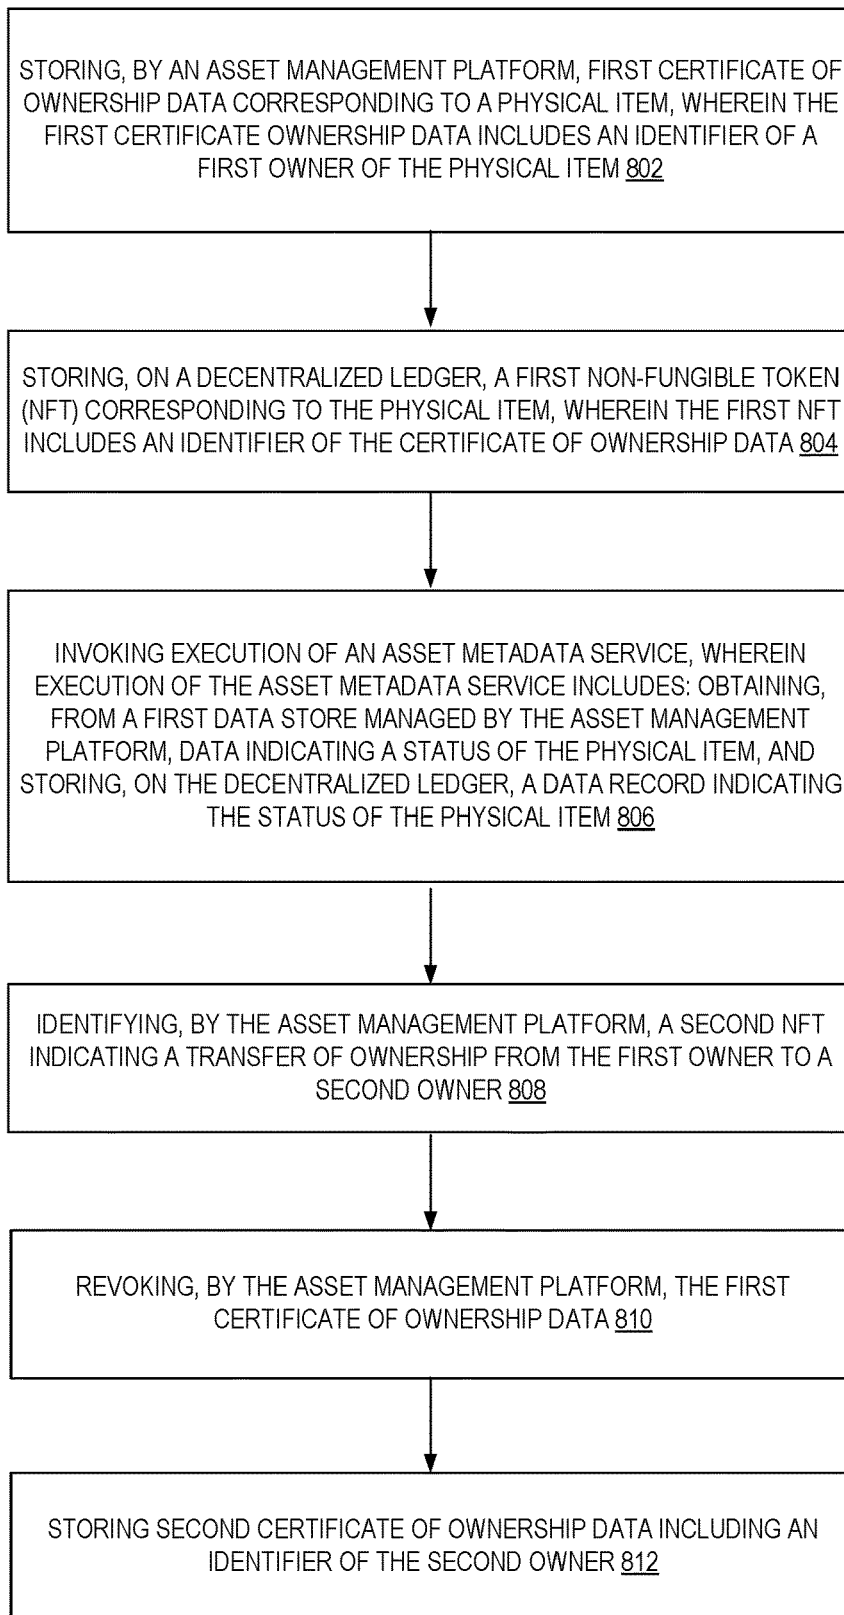 STORING, BY AN ASSET MANAGEMENT PLATFORM, FIRST CERTIFICATE OF
OWNERSHIP DATA CORRESPONDING TO A PHYSICAL ITEM, WHEREIN THE
FIRST CERTIFICATE OWNERSHIP DATA INCLUDES AN IDENTIFIER OF A
FIRST OWNER OF THE PHYSICAL ITEM 802
STORING, ON A DECENTRALIZED LEDGER, A FIRST NON-FUNGIBLE TOKEN
(NFT) CORRESPONDING TO THE PHYSICAL ITEM, WHEREIN THE FIRST NFT
INCLUDES AN IDENTIFIER OF THE CERTIFICATE OF OWNERSHIP DATA 804
INVOKING EXECUTION OF AN ASSET METADATA SERVICE, WHEREIN
EXECUTION OF THE ASSET METADATA SERVICE INCLUDES: OBTAINING,
FROM A FIRST DATA STORE MANAGED BY THE ASSET MANAGEMENT
PLATFORM, DATA INDICATING A STATUS OF THE PHYSICAL ITEM, AND
STORING, ON THE DECENTRALIZED LEDGER, A DATA RECORD INDICATING
THE STATUS OF THE PHYSICAL ITEM 806
IDENTIFYING, BY THE ASSET MANAGEMENT PLATFORM, A SECOND NFT
INDICATING A TRANSFER OF OWNERSHIP FROM THE FIRST OWNER TO A
SECOND OWNER 808
REVOKING, BY THE ASSET MANAGEMENT PLATFORM, THE FIRST
CERTIFICATE OF OWNERSHIP DATA 810
STORING SECOND CERTIFICATE OF OWNERSHIP DATA INCLUDING AN
IDENTIFIER OF THE SECOND OWNER 812